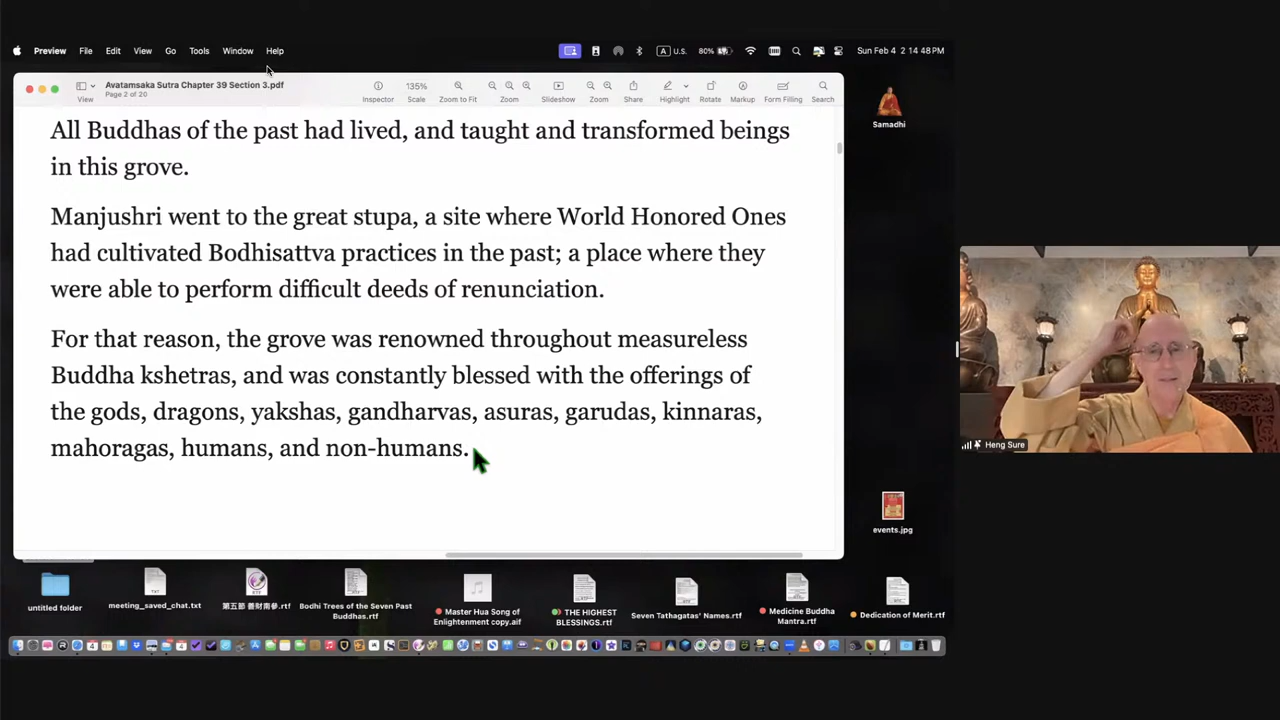 Preview File Edit View Go Tools Window Help
A U.S. 80% Sun Feb 4 2 14 48 PM
Avatamsaka Sutra Chapter 39 Section 3.pdf
Page 2 of 20
135%
View Inspector Scale Zoom to Fit Zoom Slideshow Zoom Share Highlight Rotate Markup Form Filling Search
All Buddhas of the past had lived, and taught and transformed beings
in this grove.
Manjushri went to the great stupa, a site where World Honored Ones
had cultivated Bodhisattva practices in the past; a place where they
were able to perform difficult deeds of renunciation.
For that reason, the grove was renowned throughout measureless
Buddha kshetras, and was constantly blessed with the offerings of
the gods, dragons, yakshas, gandharvas, asuras, garudas, kinnaras,
mahoragas, humans, and non-humans.
Samadhi
Heng Sure
events.jpg
untitled folder
TXT
meeting_saved_chat.txt
RTF
第五節 善財南參.rtf
RTF
Bodhi Trees of the Seven Past
Buddhas.rtf
Master Hua Song of
Enlightenment copy.aif
RTF
THE HIGHEST
BLESSINGS.rtf
RTF
Seven Tathagatas' Names.rtf
RTF
Medicine Buddha
Mantra.rtf
RTF
Dedication of Merit.rtf